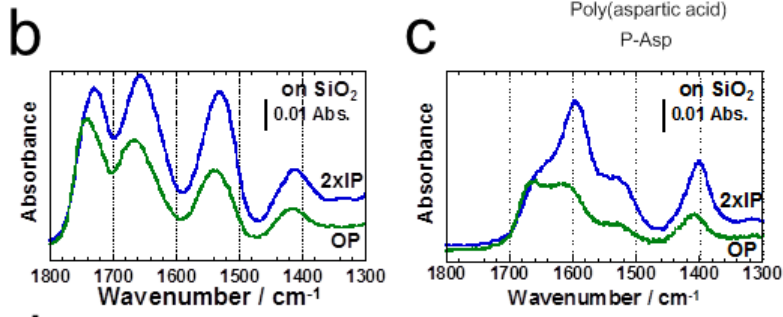 Poly(aspartic acid)
P-Asp
b
on SiO₂
0.01 Abs.
Absorbance
2xIP
OP
1800 1700 1600 1500 1400 1300
Wavenumber / cm⁻¹
c
on SiO₂
0.01 Abs.
Absorbance
2xIP
OP
1800 1700 1600 1500 1400 1300
Wavenumber / cm⁻¹